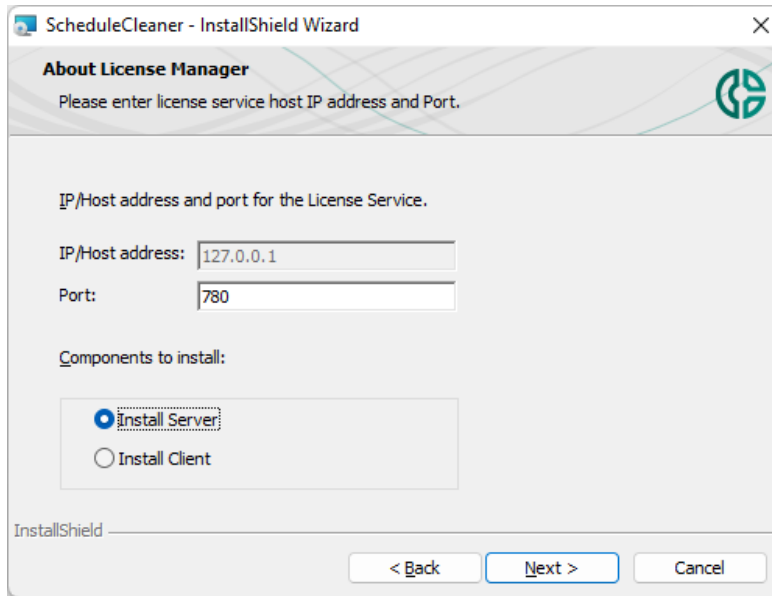 ScheduleCleaner - InstallShield Wizard
About License Manager
Please enter license service host IP address and Port.
IP/Host address and port for the License Service.
IP/Host address: 127.0.0.1
Port: 780
Components to install:
Install Server
Install Client
InstallShield
< Back Next > Cancel